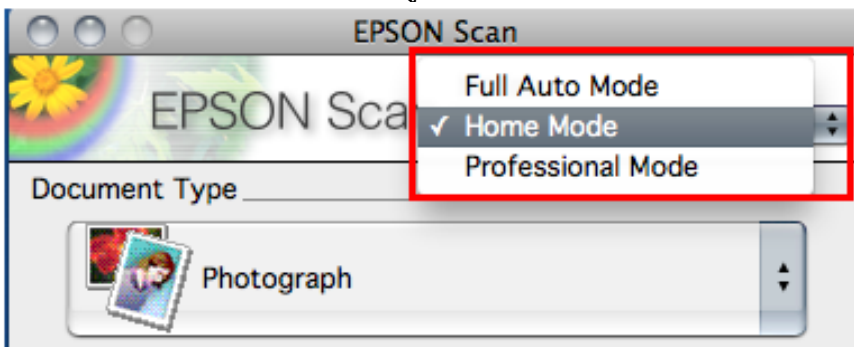 EPSON Scan
EPSON Sca
Full Auto Mode
✓ Home Mode
Professional Mode
Document Type
Photograph